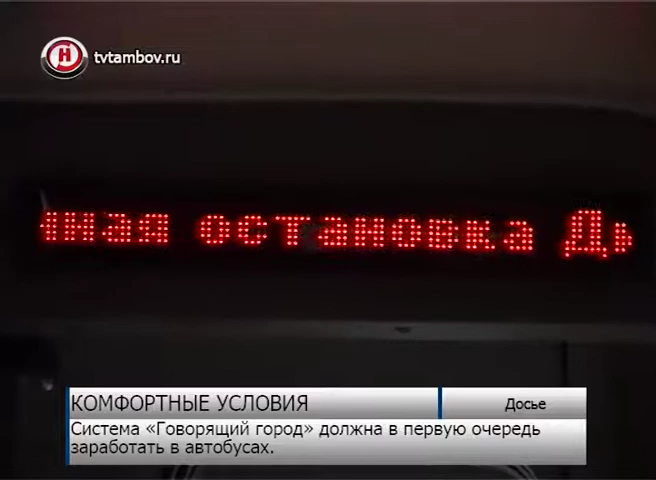 tvtambov.ru
ная остановка Д
КОМФОРТНЫЕ УСЛОВИЯ
Досье
Система «Говорящий город» должна в первую очередь
заработать в автобусах.